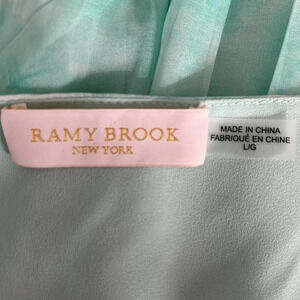 RAMY BROOK
NEW YORK
MADE IN CHINA
FABRIQUÉ EN CHINE
L/G